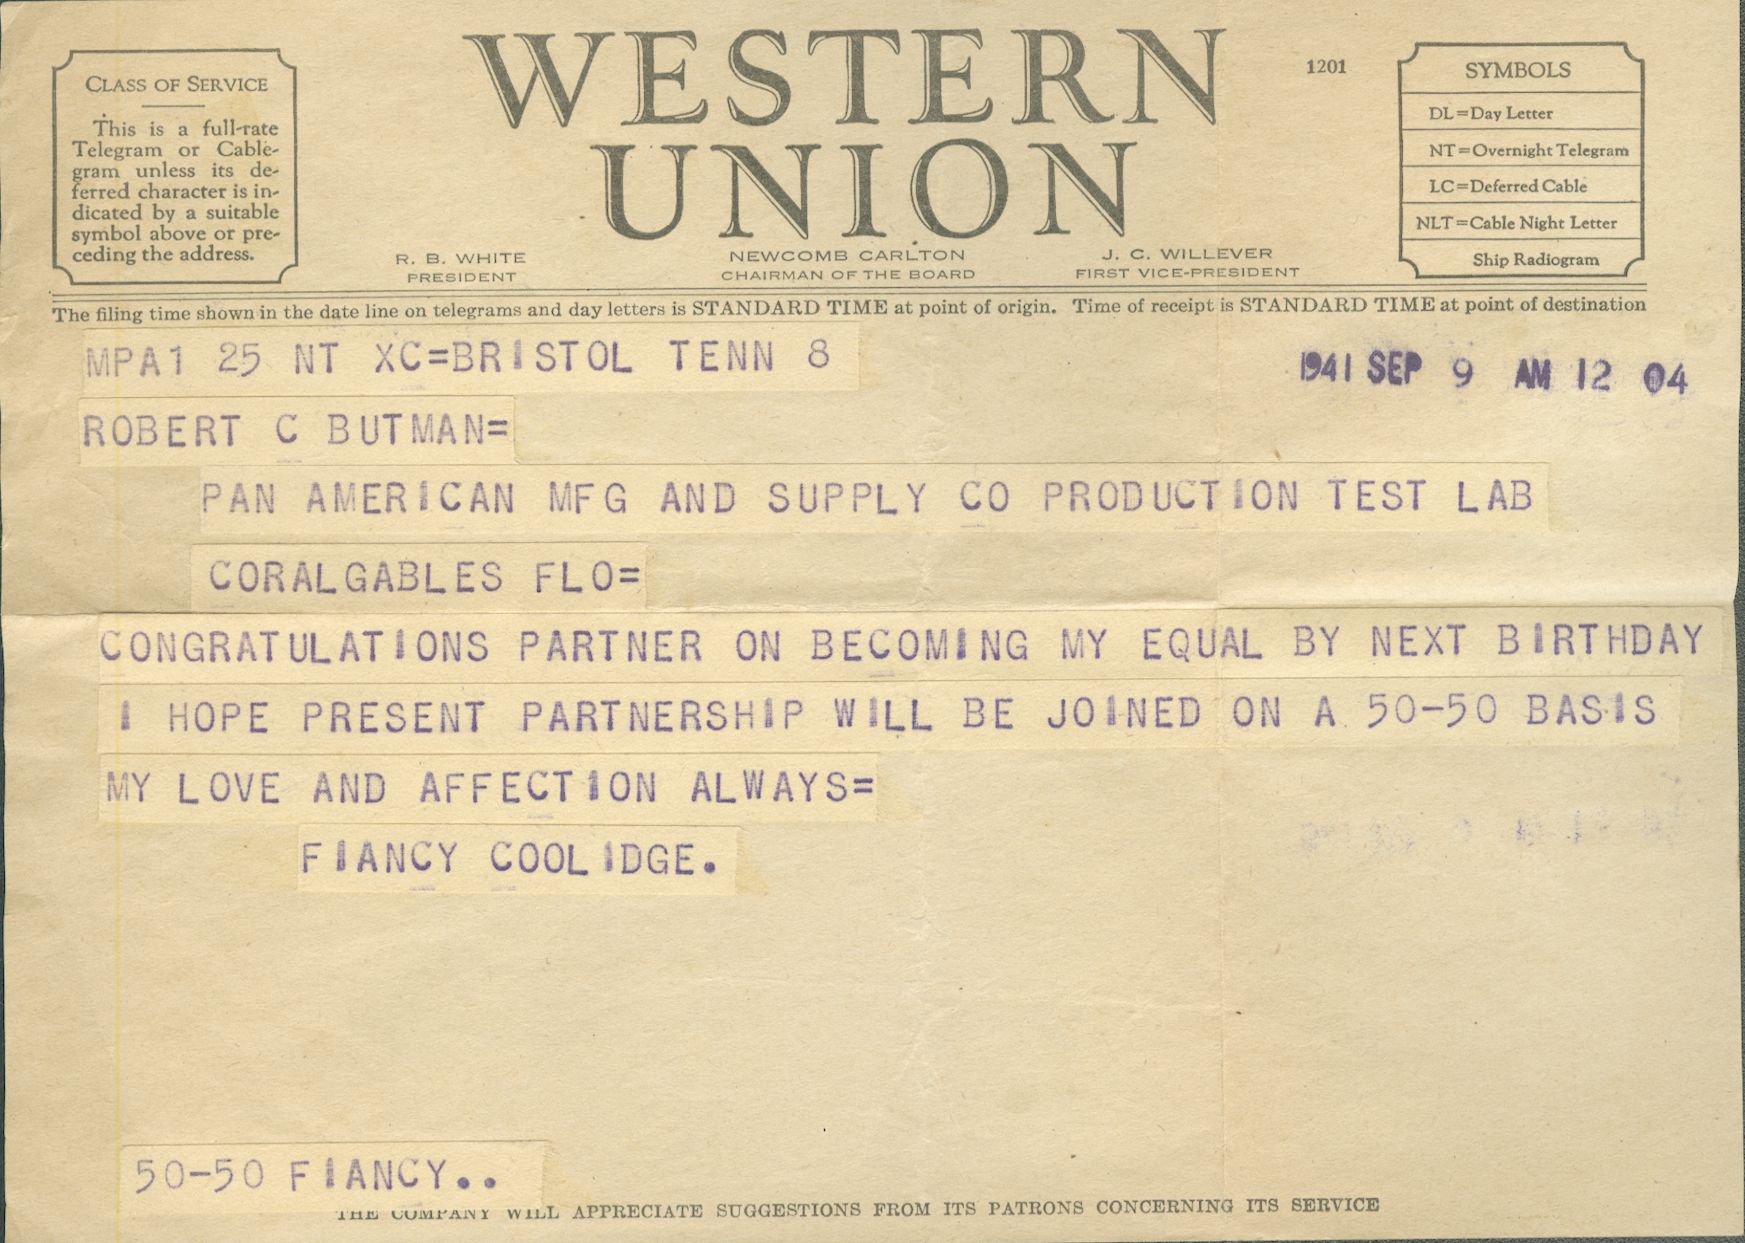 WESTERN
UNION
1201
CLASS OF SERVICE
This is a full-rate
Telegram or Cable-
gram unless its de-
ferred character is in-
dicated by a suitable
symbol above or pre-
ceding the address.
R. B. WHITE
PRESIDENT
NEWCOMB CARLTON
CHAIRMAN OF THE BOARD
J. C. WILLEVER
FIRST VICE-PRESIDENT
SYMBOLS
DL=Day Letter
NT=Overnight Telegram
LC=Deferred Cable
NLT=Cable Night Letter
Ship Radiogram
The filing time shown in the date line on telegrams and day letters is STANDARD TIME at point of origin. Time of receipt is STANDARD TIME at point of destination
MPA1 25 NT XC=BRISTOL TENN 8
1941 SEP 9 AM 12 04
ROBERT C BUTMAN=
PAN AMERICAN MFG AND SUPPLY CO PRODUCTION TEST LAB
CORALGABLES FLO=
CONGRATULATIONS PARTNER ON BECOMING MY EQUAL BY NEXT BIRTHDAY
I HOPE PRESENT PARTNERSHIP WILL BE JOINED ON A 50-50 BASIS
MY LOVE AND AFFECTION ALWAYS=
FIANCY COOLIDGE.
50-50 FIANCY..
THE COMPANY WILL APPRECIATE SUGGESTIONS FROM ITS PATRONS CONCERNING ITS SERVICE